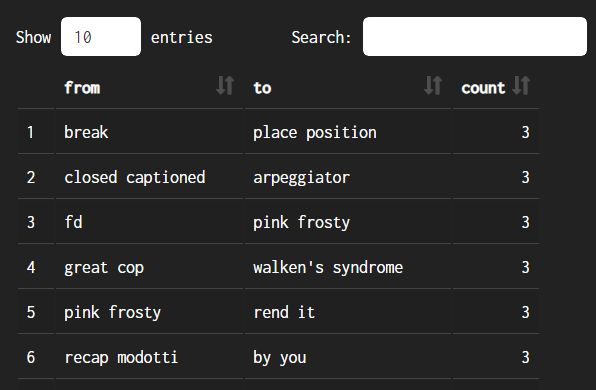 Show 10 entries Search:
from to count
1 break place position 3
2 closed captioned arpeggiator 3
3 fd pink frosty 3
4 great cop walken's syndrome 3
5 pink frosty rend it 3
6 recap modotti by you 3